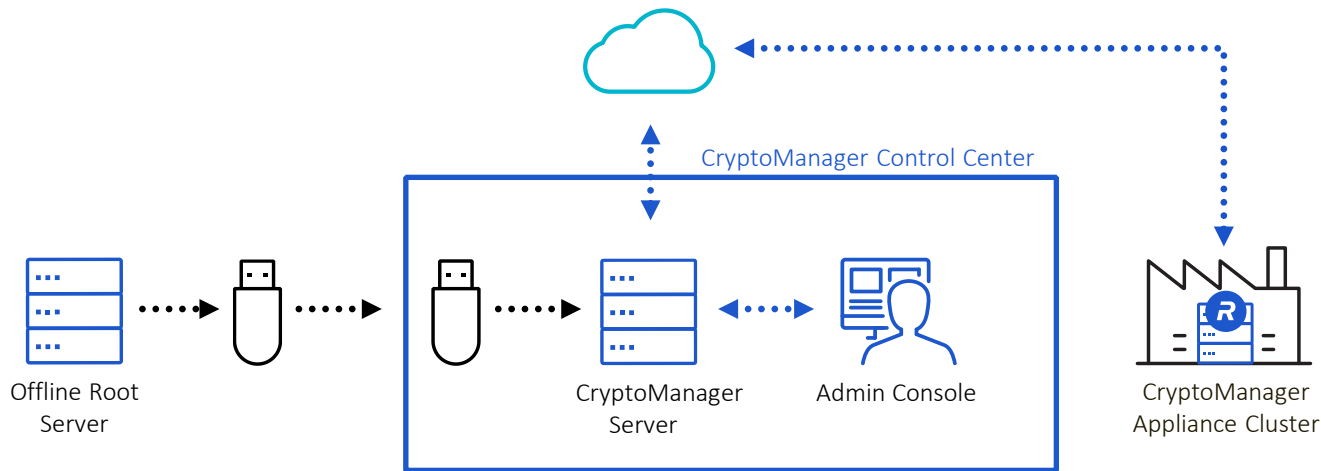 CryptoManager Control Center
R
Offline Root
Server
CryptoManager
Server
Admin Console
CryptoManager
Appliance Cluster